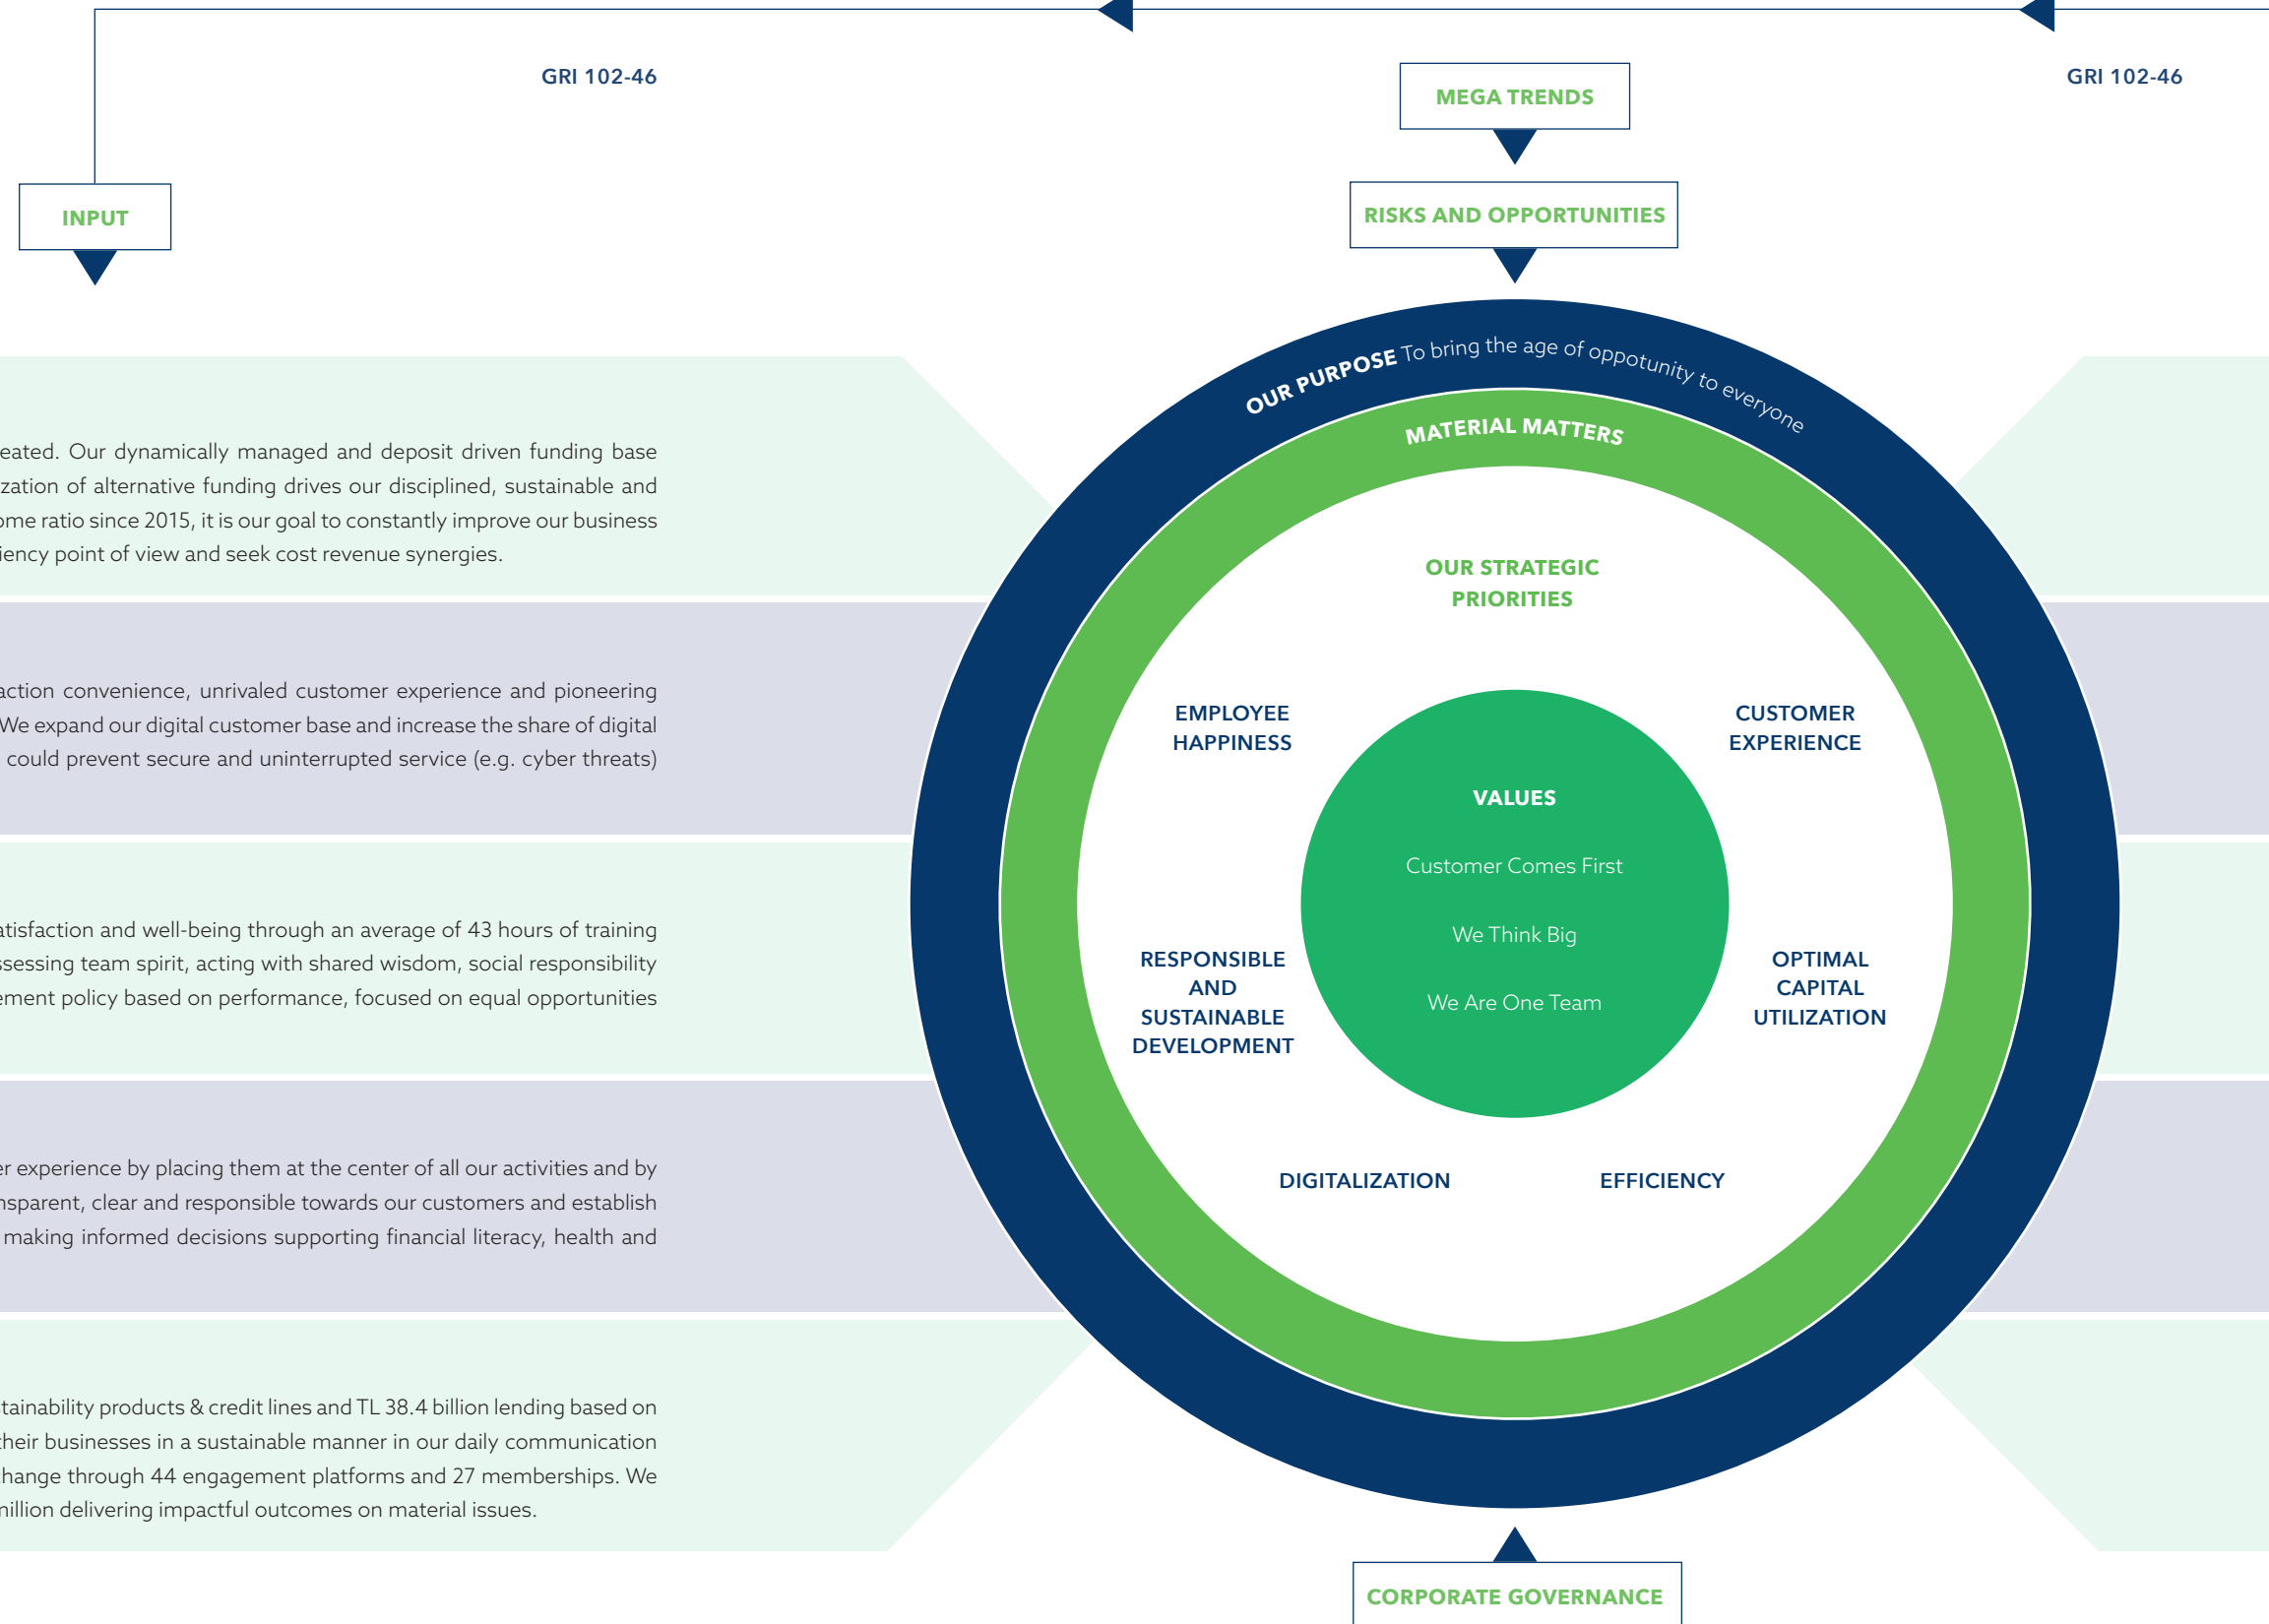 GRI 102-46
GRI 102-46
MEGA TRENDS
INPUT
RISKS AND OPPORTUNITIES
eated. Our dynamically managed and deposit driven funding base
zation of alternative funding drives our disciplined, sustainable and
ome ratio since 2015, it is our goal to constantly improve our business
iency point of view and seek cost revenue synergies.
action convenience, unrivaled customer experience and pioneering
We expand our digital customer base and increase the share of digital
could prevent secure and uninterrupted service (e.g. cyber threats)
atisfaction and well-being through an average of 43 hours of training
ssessing team spirit, acting with shared wisdom, social responsibility
ement policy based on performance, focused on equal opportunities
er experience by placing them at the center of all our activities and by
nsparent, clear and responsible towards our customers and establish
making informed decisions supporting financial literacy, health and
stainability products & credit lines and TL 38.4 billion lending based on
their businesses in a sustainable manner in our daily communication
change through 44 engagement platforms and 27 memberships. We
million delivering impactful outcomes on material issues.
OUR PURPOSE To bring the age of oppotunity to everyone
MATERIAL MATTERS
OUR STRATEGIC
PRIORITIES
EMPLOYEE
HAPPINESS
CUSTOMER
EXPERIENCE
VALUES
Customer Comes First
We Think Big
We Are One Team
RESPONSIBLE
AND
SUSTAINABLE
DEVELOPMENT
OPTIMAL
CAPITAL
UTILIZATION
DIGITALIZATION
EFFICIENCY
CORPORATE GOVERNANCE